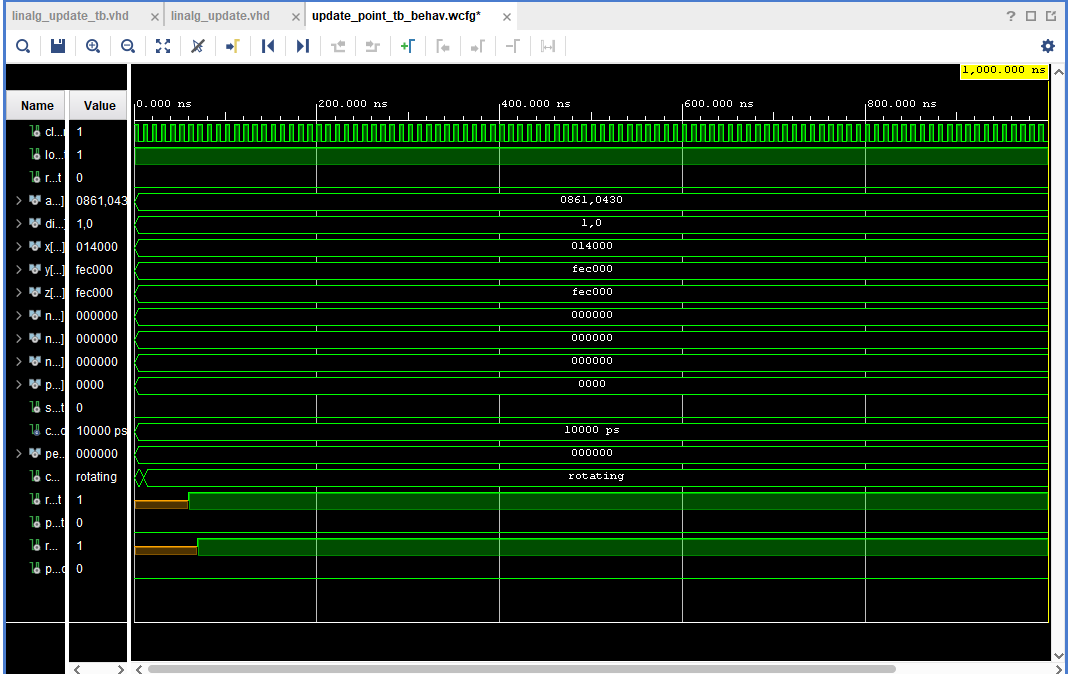 linalg_update_tb.vhd × linalg_update.vhd × update_point_tb_behav.wcfg* × ?
1,000.000 ns
Name Value 0.000 ns 200.000 ns 400.000 ns 600.000 ns 800.000 ns
cl... 1
lo... 1
r...t 0
a...] 0861,043 0861,0430
di... 1,0 1,0
x[...] 014000 014000
y[...] fec000 fec000
z[...] fec000 fec000
n...] 000000 000000
n...] 000000 000000
n...] 000000 000000
p...] 0000 0000
s...t 0
c... 10000 ps 10000 ps
pe... 000000 000000
c... rotating rotating
r...t 1
p...t 0
r... 1
p... 0